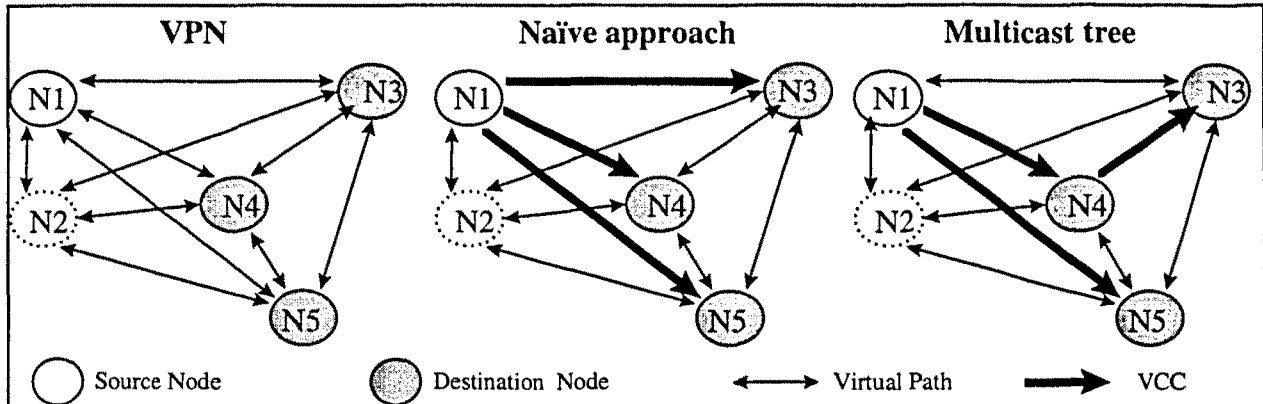 VPN
Naïve approach
Multicast tree
N1
N3
N2
N4
N5
N1
N3
N2
N4
N5
N1
N3
N2
N4
N5
Source Node
Destination Node
Virtual Path
VCC